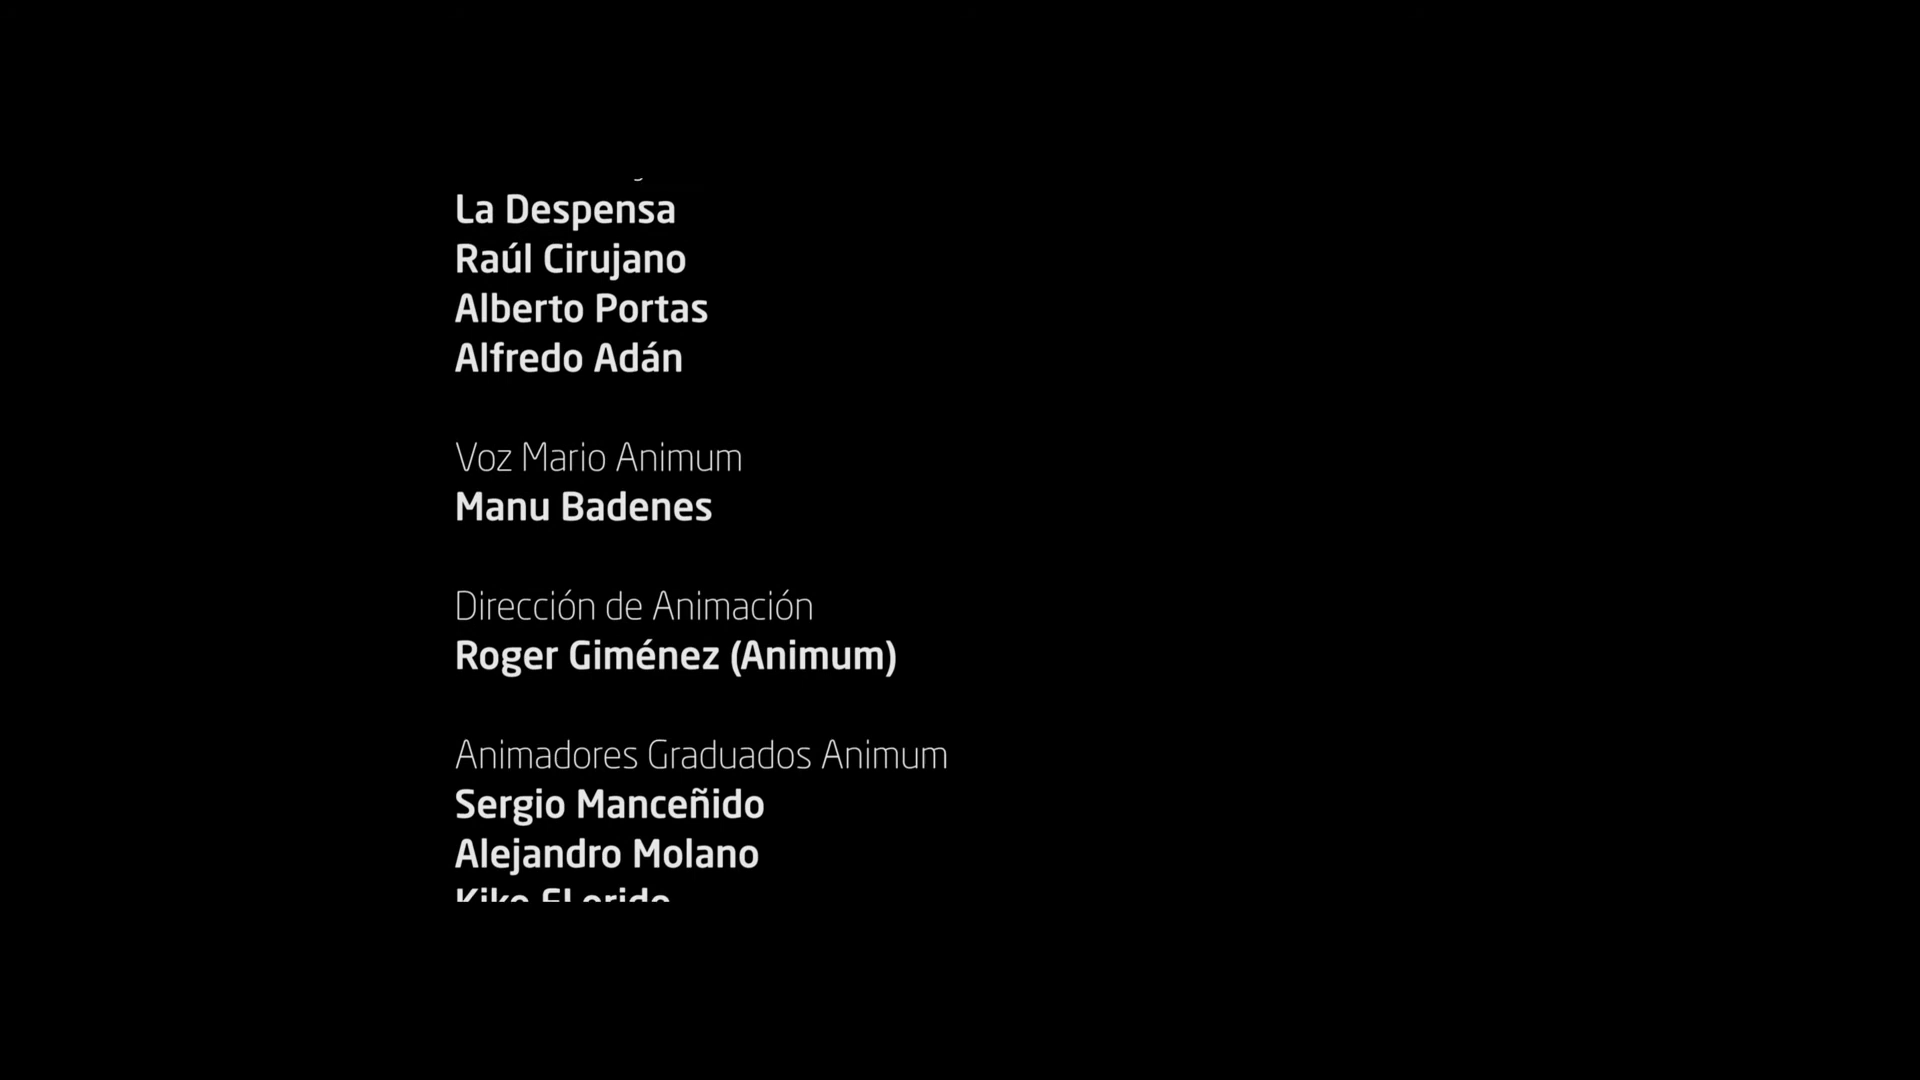 La Despensa
Raúl Cirujano
Alberto Portas
Alfredo Adán
Voz Mario Animum
Manu Badenes
Dirección de Animación
Roger Giménez (Animum)
Animadores Graduados Animum
Sergio Manceñido
Alejandro Molano